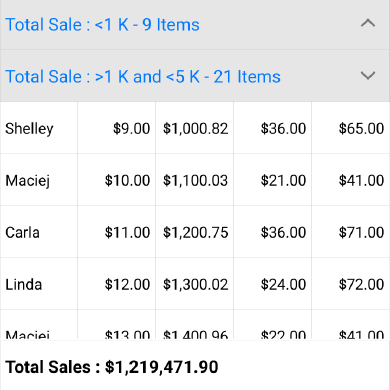 Total Sale : <1 K - 9 Items
Total Sale : >1 K and <5 K - 21 Items
Shelley $9.00 $1,000.82 $36.00 $65.00
Maciej $10.00 $1,100.03 $21.00 $41.00
Carla $11.00 $1,200.75 $36.00 $71.00
Linda $12.00 $1,300.02 $24.00 $72.00
Maciej $13.00 $1,400.96 $22.00 $41.00
Total Sales : $1,219,471.90